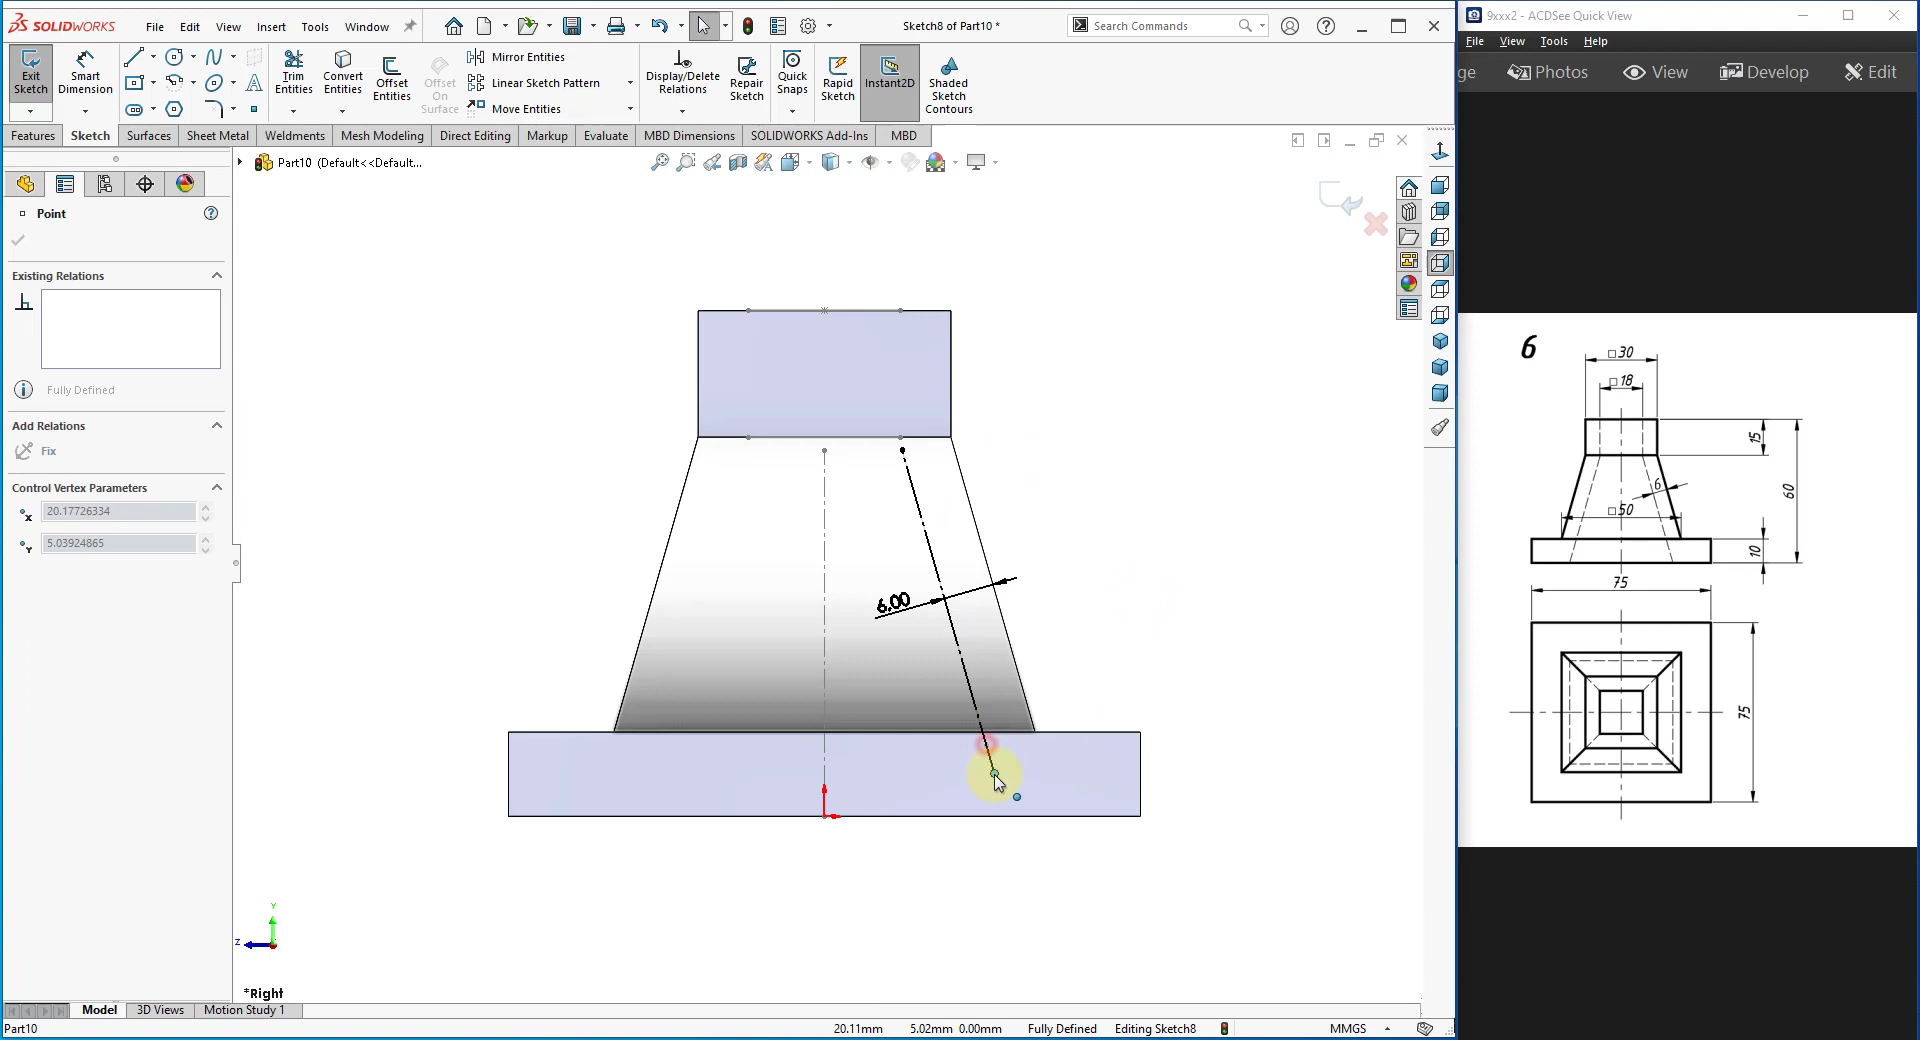 SOLIDWORKS
File
Edit
View
Insert
Tools
Window
Sketch8 of Part10 *
Search Commands
Exit Sketch
Smart Dimension
Trim Entities
Convert Entities
Offset Entities
Offset On Surface
Mirror Entities
Linear Sketch Pattern
Move Entities
Display/Delete Relations
Repair Sketch
Quick Snaps
Rapid Sketch
Instant2D
Shaded Sketch Contours
Features
Sketch
Surfaces
Sheet Metal
Weldments
Mesh Modeling
Direct Editing
Markup
Evaluate
MBD Dimensions
SOLIDWORKS Add-Ins
MBD
Part10 (Default<<Default...
Point
Existing Relations
Fully Defined
Add Relations
Fix
Control Vertex Parameters
X
20.17726334
Y
5.03924865
6.00
Y
Z
*Right
Model
3D Views
Motion Study 1
Part10
20.11mm
5.02mm
0.00mm
Fully Defined
Editing Sketch8
MMGS
9xxx2 - ACDSee Quick View
File
View
Tools
Help
ge
Photos
View
Develop
Edit
6
□30
□18
15
6
60
□50
10
75
75